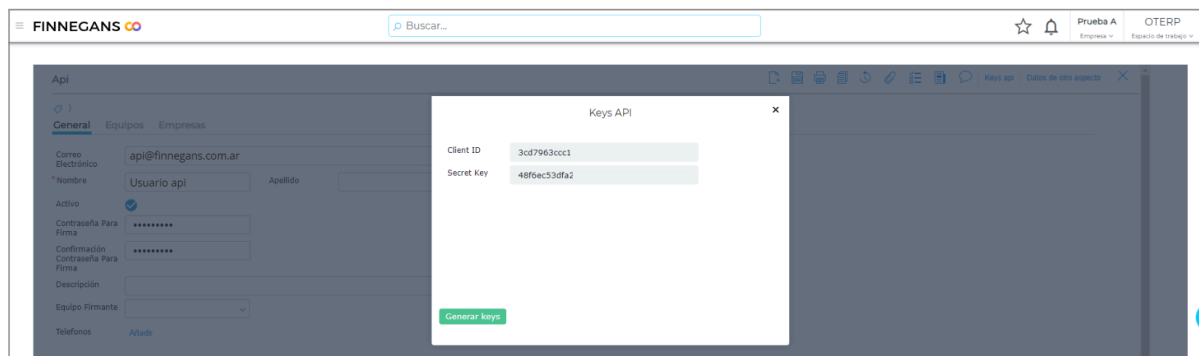 FINNEGANS
Buscar...
Prueba A
Empresa
OTERP
Espacio de trabajo
Api
Keys api
Datos de otro aspecto
General Equipos Empresas
Correo Electrónico
api@finnegans.com.ar
* Nombre
Usuario api
Apellido
Activo
Contraseña Para Firma
•••••••••
Confirmación Contraseña Para Firma
•••••••••
Descripción
Equipo Firmante
Telefonos
Añadir
Keys API
×
Client ID
3cd7963ccc1
Secret Key
48f6ec53dfa2
Generar keys